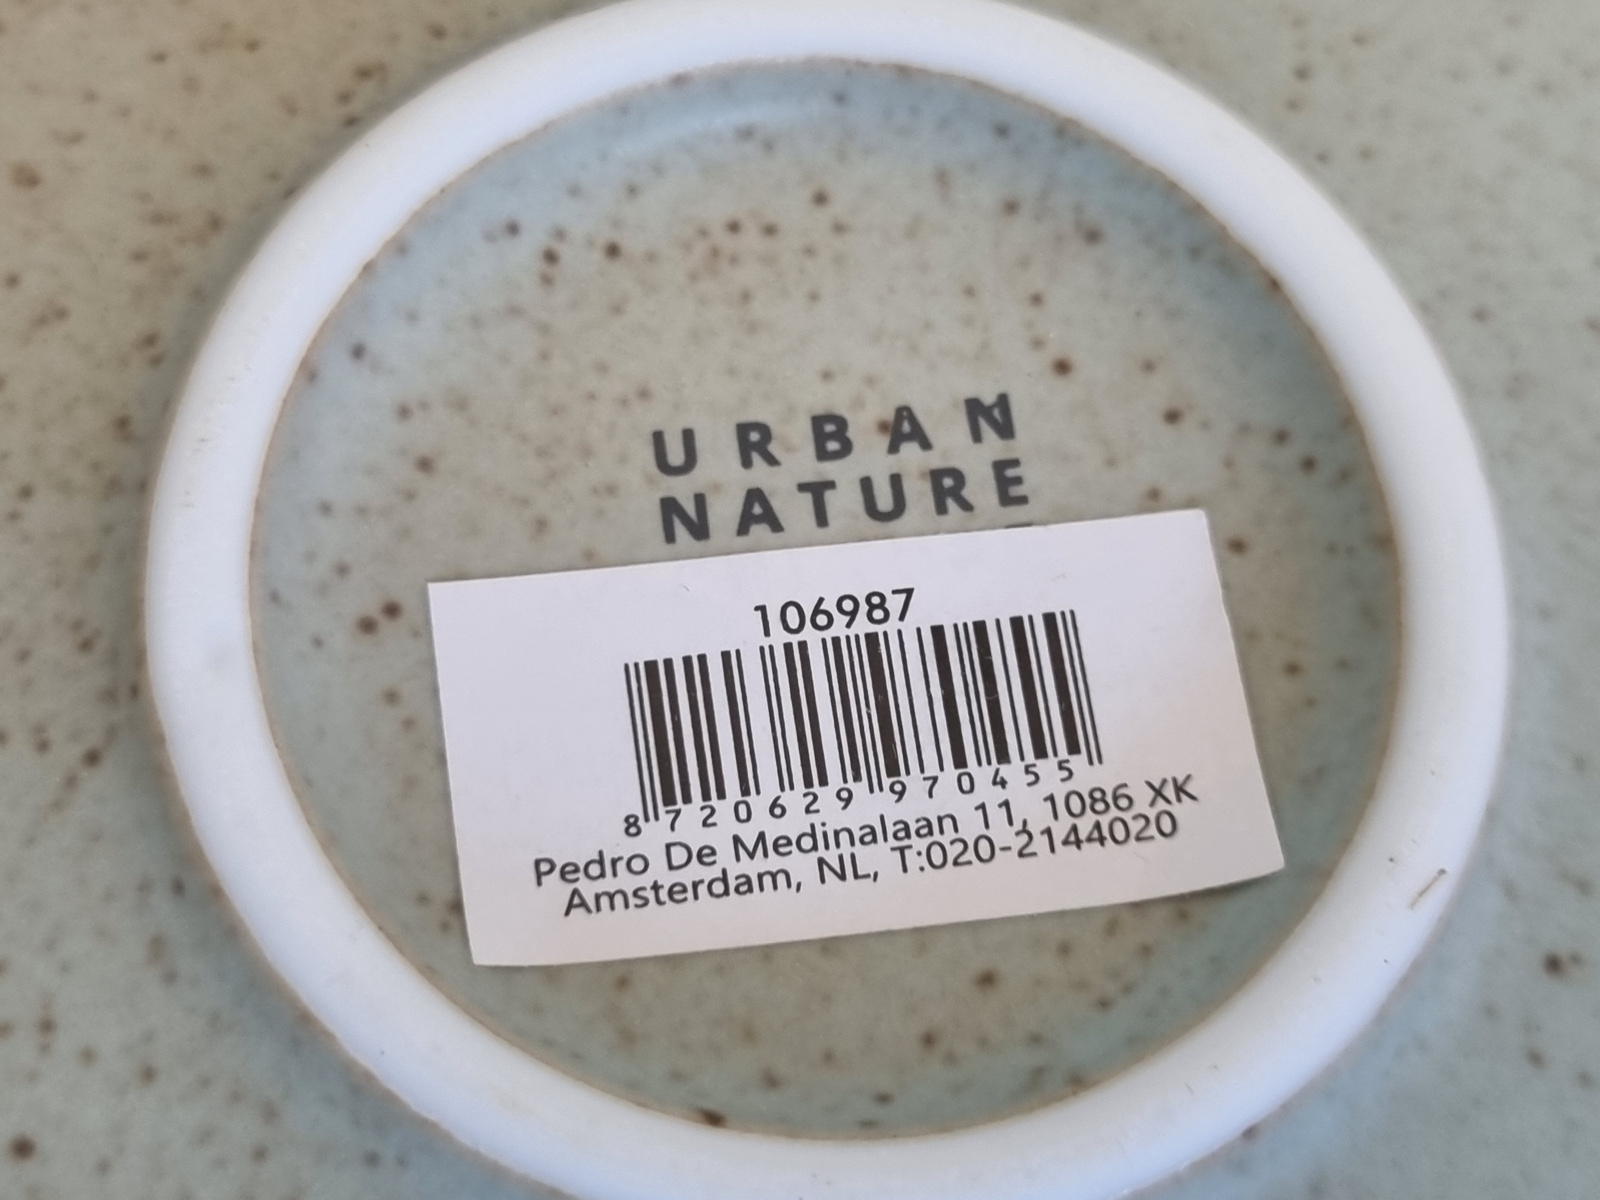 URBAN
NATURE
106987
8 720629 970455
Pedro De Medinalaan 11, 1086 XK
Amsterdam, NL, T:020-2144020